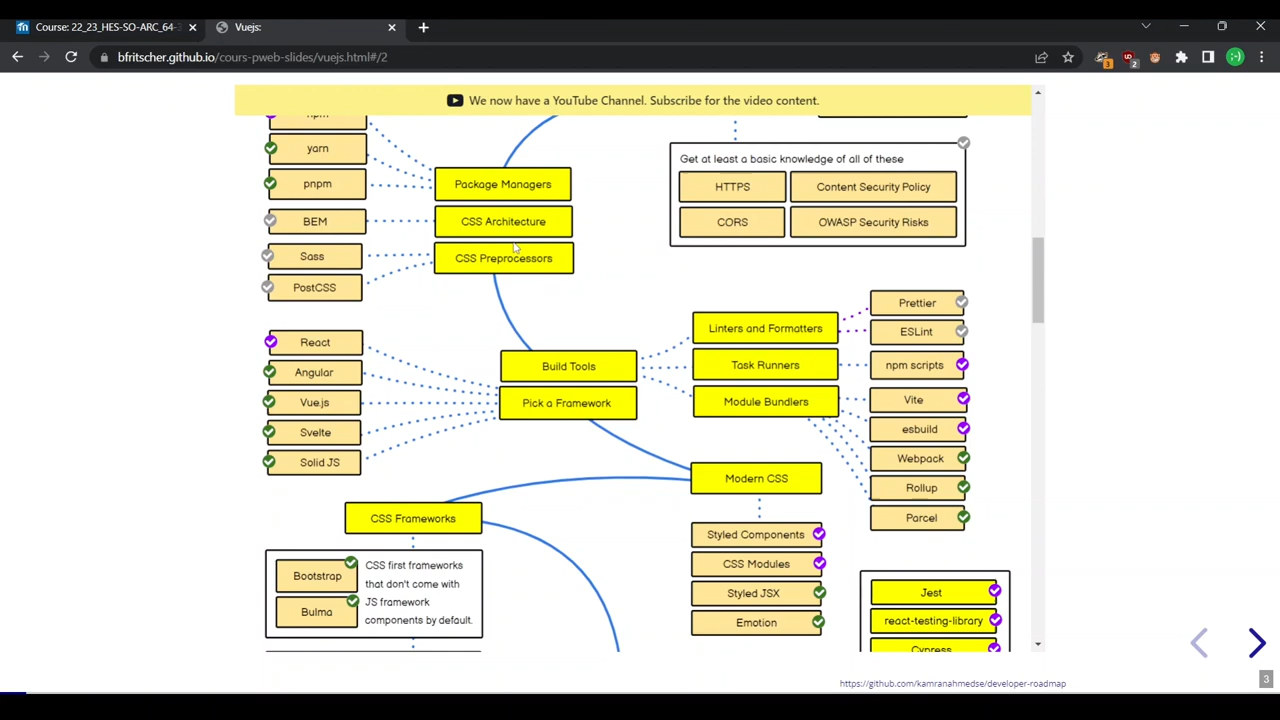 Course: 22_23_HES-SO-ARC_64-
Vuejs:
bfritscher.github.io/cours-pweb-slides/vuejs.html#/2
3
2
:-)
We now have a YouTube Channel. Subscribe for the video content.
npm
yarn
pnpm
BEM
Sass
PostCSS
Package Managers
CSS Architecture
CSS Preprocessors
Get at least a basic knowledge of all of these
HTTPS
Content Security Policy
CORS
OWASP Security Risks
React
Angular
Vue.js
Svelte
Solid JS
Build Tools
Pick a Framework
Linters and Formatters
Task Runners
Module Bundlers
Prettier
ESLint
npm scripts
Vite
esbuild
Webpack
Rollup
Parcel
Modern CSS
Styled Components
CSS Modules
Styled JSX
Emotion
CSS Frameworks
Bootstrap
Bulma
CSS first frameworks
that don't come with
JS framework
components by default.
Jest
react-testing-library
Cypress
https://github.com/kamranahmedse/developer-roadmap
3